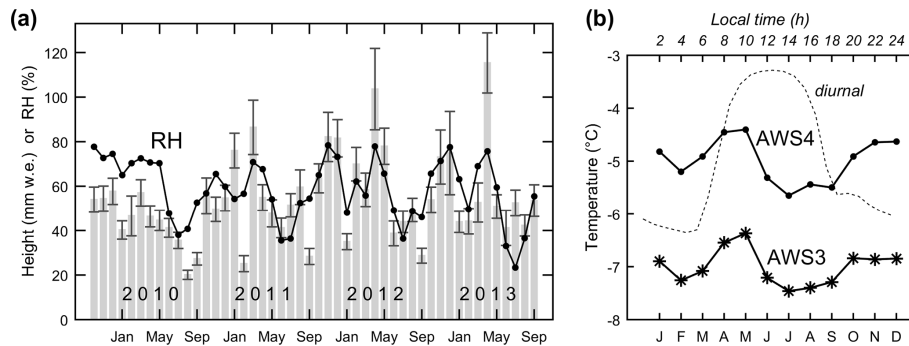 (a)
Height (mm w.e.) or RH (%)
120
100
80
60
40
20
0
RH
2010 2011 2012 2013
Jan May Sep Jan May Sep Jan May Sep Jan May Sep
(b)
Local time (h)
2 4 6 8 10 12 14 16 18 20 22 24
Temperature (°C)
-3
-4
-5
-6
-7
-8
diurnal
AWS4
AWS3
J F M A M J J A S O N D